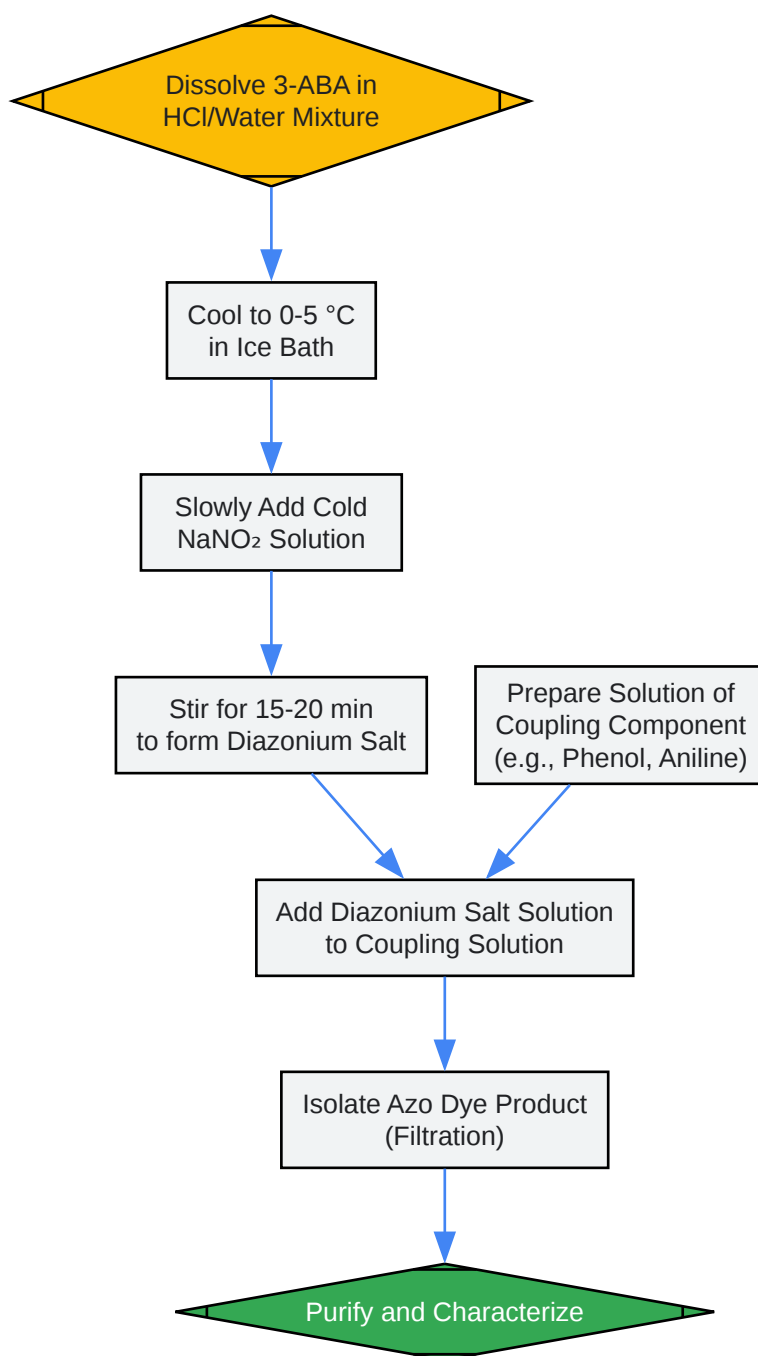 Dissolve 3-ABA in
HCl/Water Mixture
Cool to 0-5 °C
in Ice Bath
Slowly Add Cold
NaNO₂ Solution
Stir for 15-20 min
to form Diazonium Salt
Prepare Solution of
Coupling Component
(e.g., Phenol, Aniline)
Add Diazonium Salt Solution
to Coupling Solution
Isolate Azo Dye Product
(Filtration)
Purify and Characterize